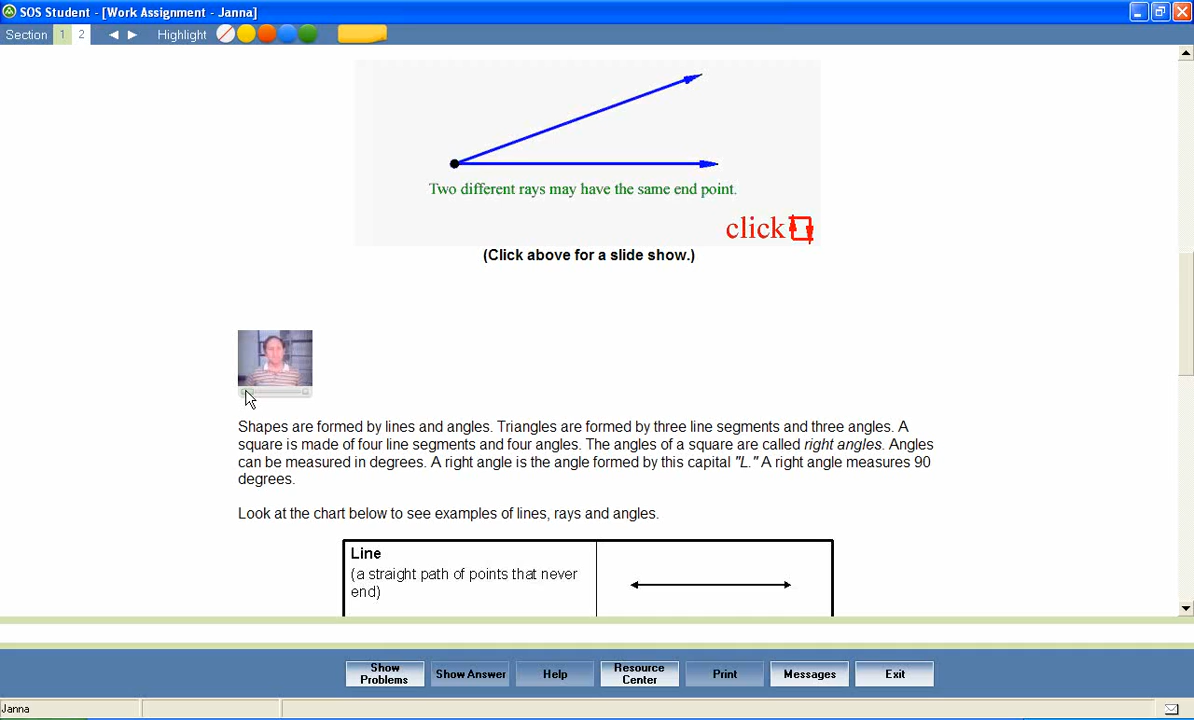 SOS Student - [Work Assignment - Janna]
Section 1 2 Highlight
Two different rays may have the same end point.
click
(Click above for a slide show.)
Shapes are formed by lines and angles. Triangles are formed by three line segments and three angles. A
square is made of four line segments and four angles. The angles of a square are called right angles. Angles
can be measured in degrees. A right angle is the angle formed by this capital "L." A right angle measures 90
degrees.
Look at the chart below to see examples of lines, rays and angles.
Line
(a straight path of points that never
end)
Show
Problems
Show Answer
Help
Resource
Center
Print
Messages
Exit
Janna